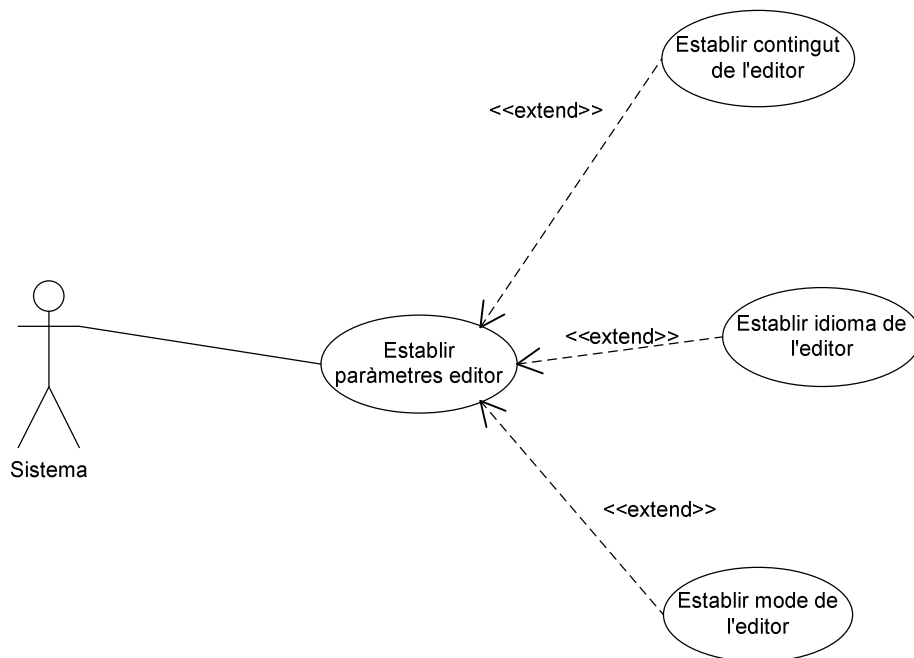 Establir contingut
de l'editor
<<extend>>
Establir idioma de
l'editor
<<extend>>
Establir
paràmetres editor
Sistema
<<extend>>
Establir mode de
l'editor